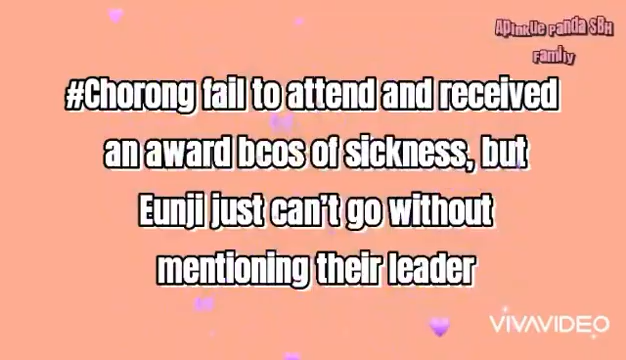 APinkUe Panda SBH
Family
#Chorong fail to attend and received
an award bcos of sickness, but
Eunji just can't go without
mentioning their leader
VIVAVIDEO